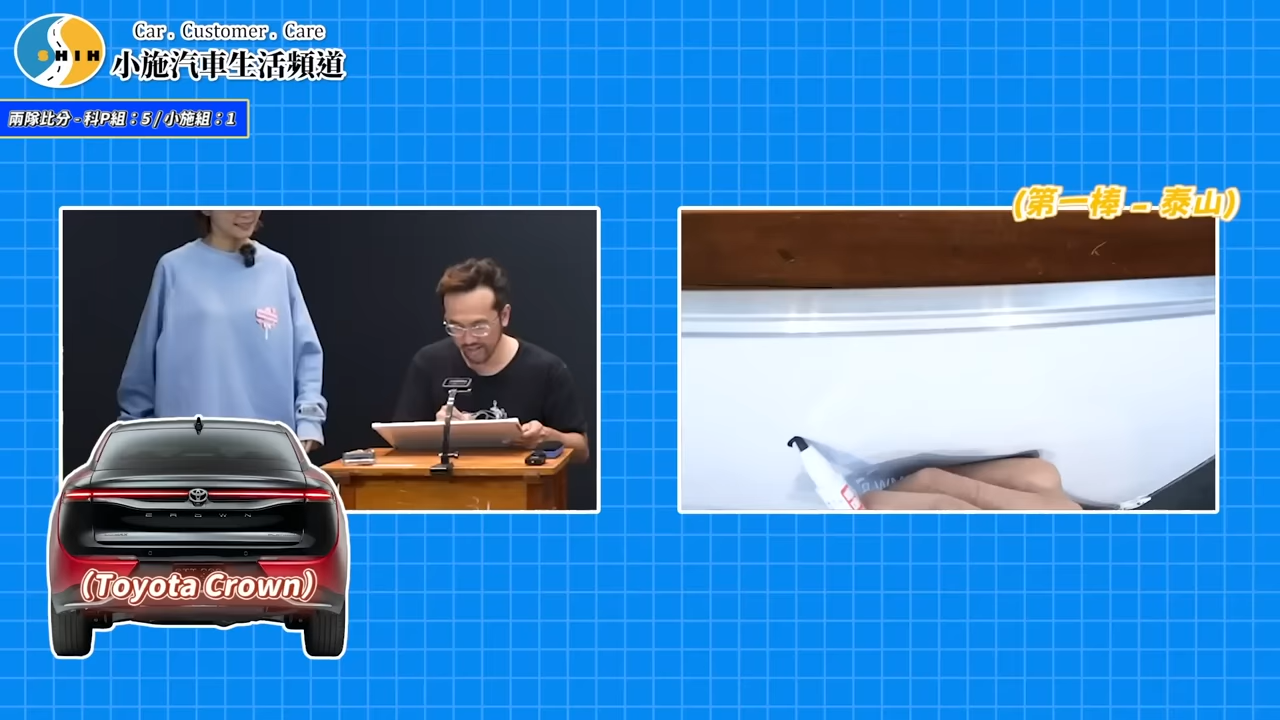 SHIH
Car. Customer. Care
小施汽車生活頻道
兩隊比分 - 科P組：5 / 小施組：1
(第一棒 - 泰山)
CROWN
(Toyota Crown)